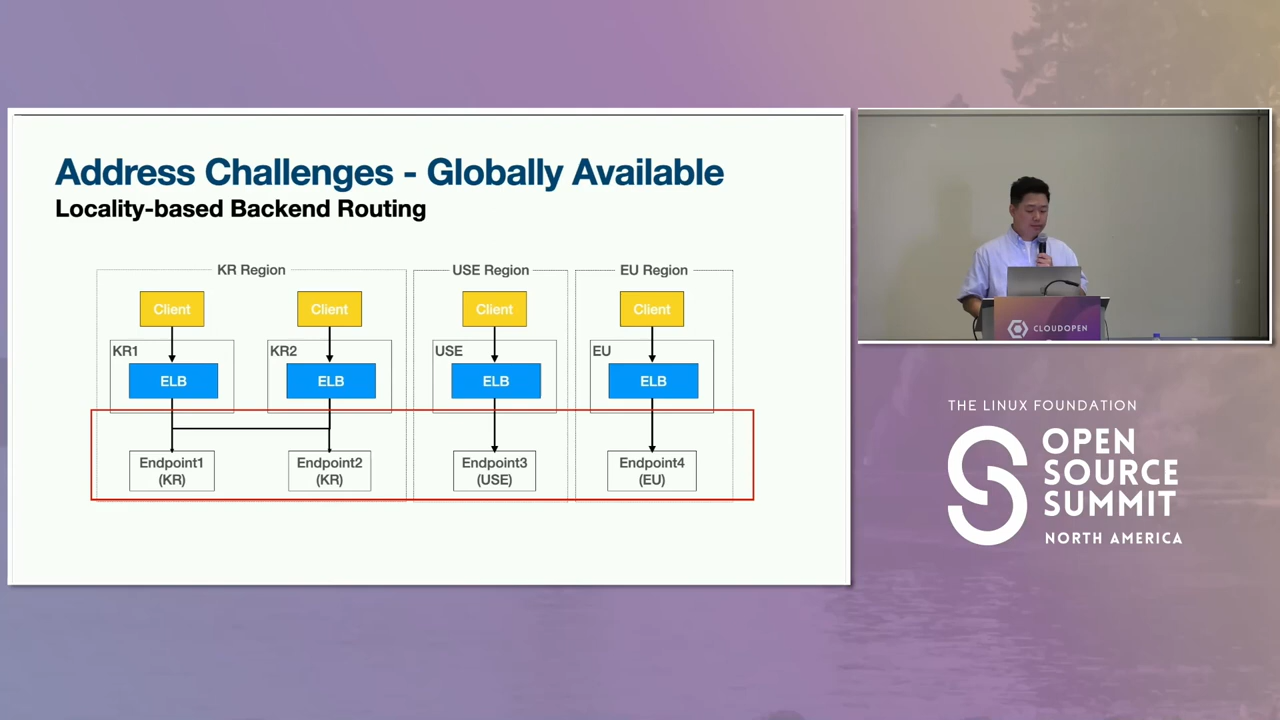 Address Challenges - Globally Available
Locality-based Backend Routing
KR Region
USE Region
EU Region
Client
Client
Client
Client
KR1
KR2
USE
EU
ELB
ELB
ELB
ELB
Endpoint1
(KR)
Endpoint2
(KR)
Endpoint3
(USE)
Endpoint4
(EU)
CLOUDOPEN
THE LINUX FOUNDATION
OPEN
SOURCE
SUMMIT
NORTH AMERICA